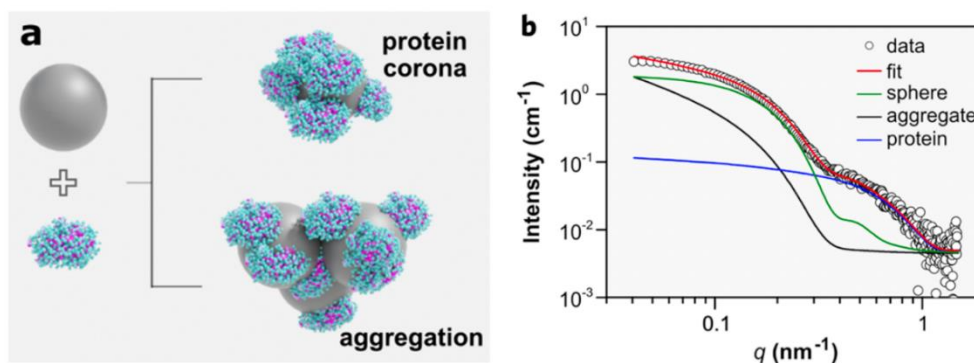 a
protein
corona
aggregation
b
data
fit
sphere
aggregate
protein
Intensity (cm⁻¹)
10¹
10⁰
10⁻¹
10⁻²
10⁻³
0.1 1
q (nm⁻¹)